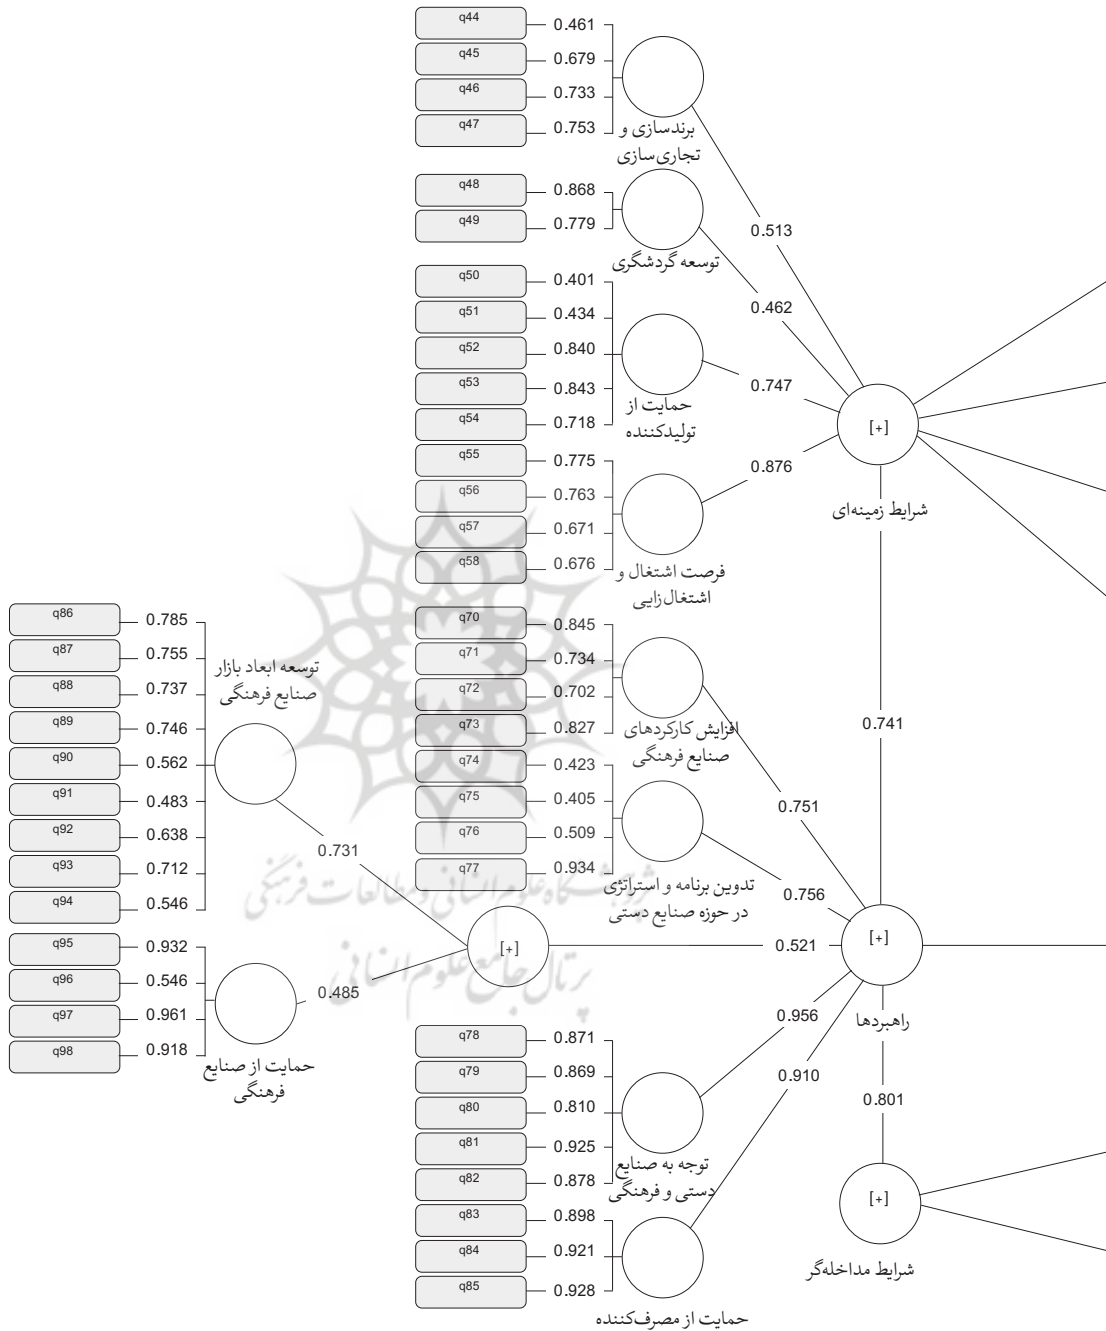 q44 0.461
q45 0.679
q46 0.733
q47 0.753
برندسازی و
تجاری‌سازی
q48 0.868
q49 0.779
توسعه گردشگری
q50 0.401
q51 0.434
q52 0.840
q53 0.843
q54 0.718
حمایت از
تولیدکننده
q55 0.775
q56 0.763
q57 0.671
q58 0.676
فرصت اشتغال و
اشتغال‌زایی
0.513
0.462
0.747
0.876
[+]
شرایط زمینه‌ای
0.741
q70 0.845
q71 0.734
q72 0.702
q73 0.827
افزایش کارکردهای
صنایع فرهنگی
q74 0.423
q75 0.405
q76 0.509
q77 0.934
تدوین برنامه و استراتژی
در حوزه صنایع دستی
0.751
0.756
0.521
[+]
راهبردها
0.956
0.910
0.801
q78 0.871
q79 0.869
q80 0.810
q81 0.925
q82 0.878
توجه به صنایع
دستی و فرهنگی
q83 0.898
q84 0.921
q85 0.928
حمایت از مصرف‌کننده
[+]
شرایط مداخله‌گر
q86 0.785
q87 0.755
q88 0.737
q89 0.746
q90 0.562
q91 0.483
q92 0.638
q93 0.712
q94 0.546
توسعه ابعاد بازار
صنایع فرهنگی
0.731
q95 0.932
q96 0.546
q97 0.961
q98 0.918
حمایت از صنایع
فرهنگی
0.485
[+]
پژوهشگاه علوم انسانی و مطالعات فرهنگی
پرتال جامع علوم انسانی